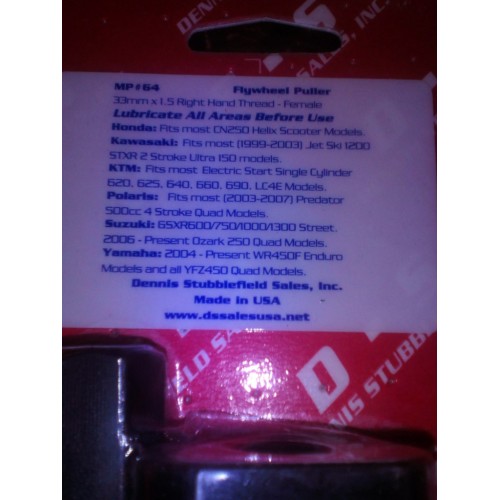 DENNIS STUBBLEFIELD SALES, INC.
MP#64 Flywheel Puller
33mm x 1.5 Right Hand Thread - Female
Lubricate All Areas Before Use
Honda: Fits most CN250 Helix Scooter Models.
Kawasaki: Fits most (1999-2003) Jet Ski 1200
STXR 2 Stroke Ultra 150 models.
KTM: Fits most Electric Start Single Cylinder
620, 625, 640, 660, 690, LC4E Models.
Polaris: Fits most (2003-2007) Predator
500cc 4 Stroke Quad Models.
Suzuki: GSXR600/750/1000/1300 Street.
2006 - Present Ozark 250 Quad Models.
Yamaha: 2004 - Present WR450F Enduro
Models and all YFZ450 Quad Models.
Dennis Stubblefield Sales, Inc.
Made in USA
www.dssalesusa.net